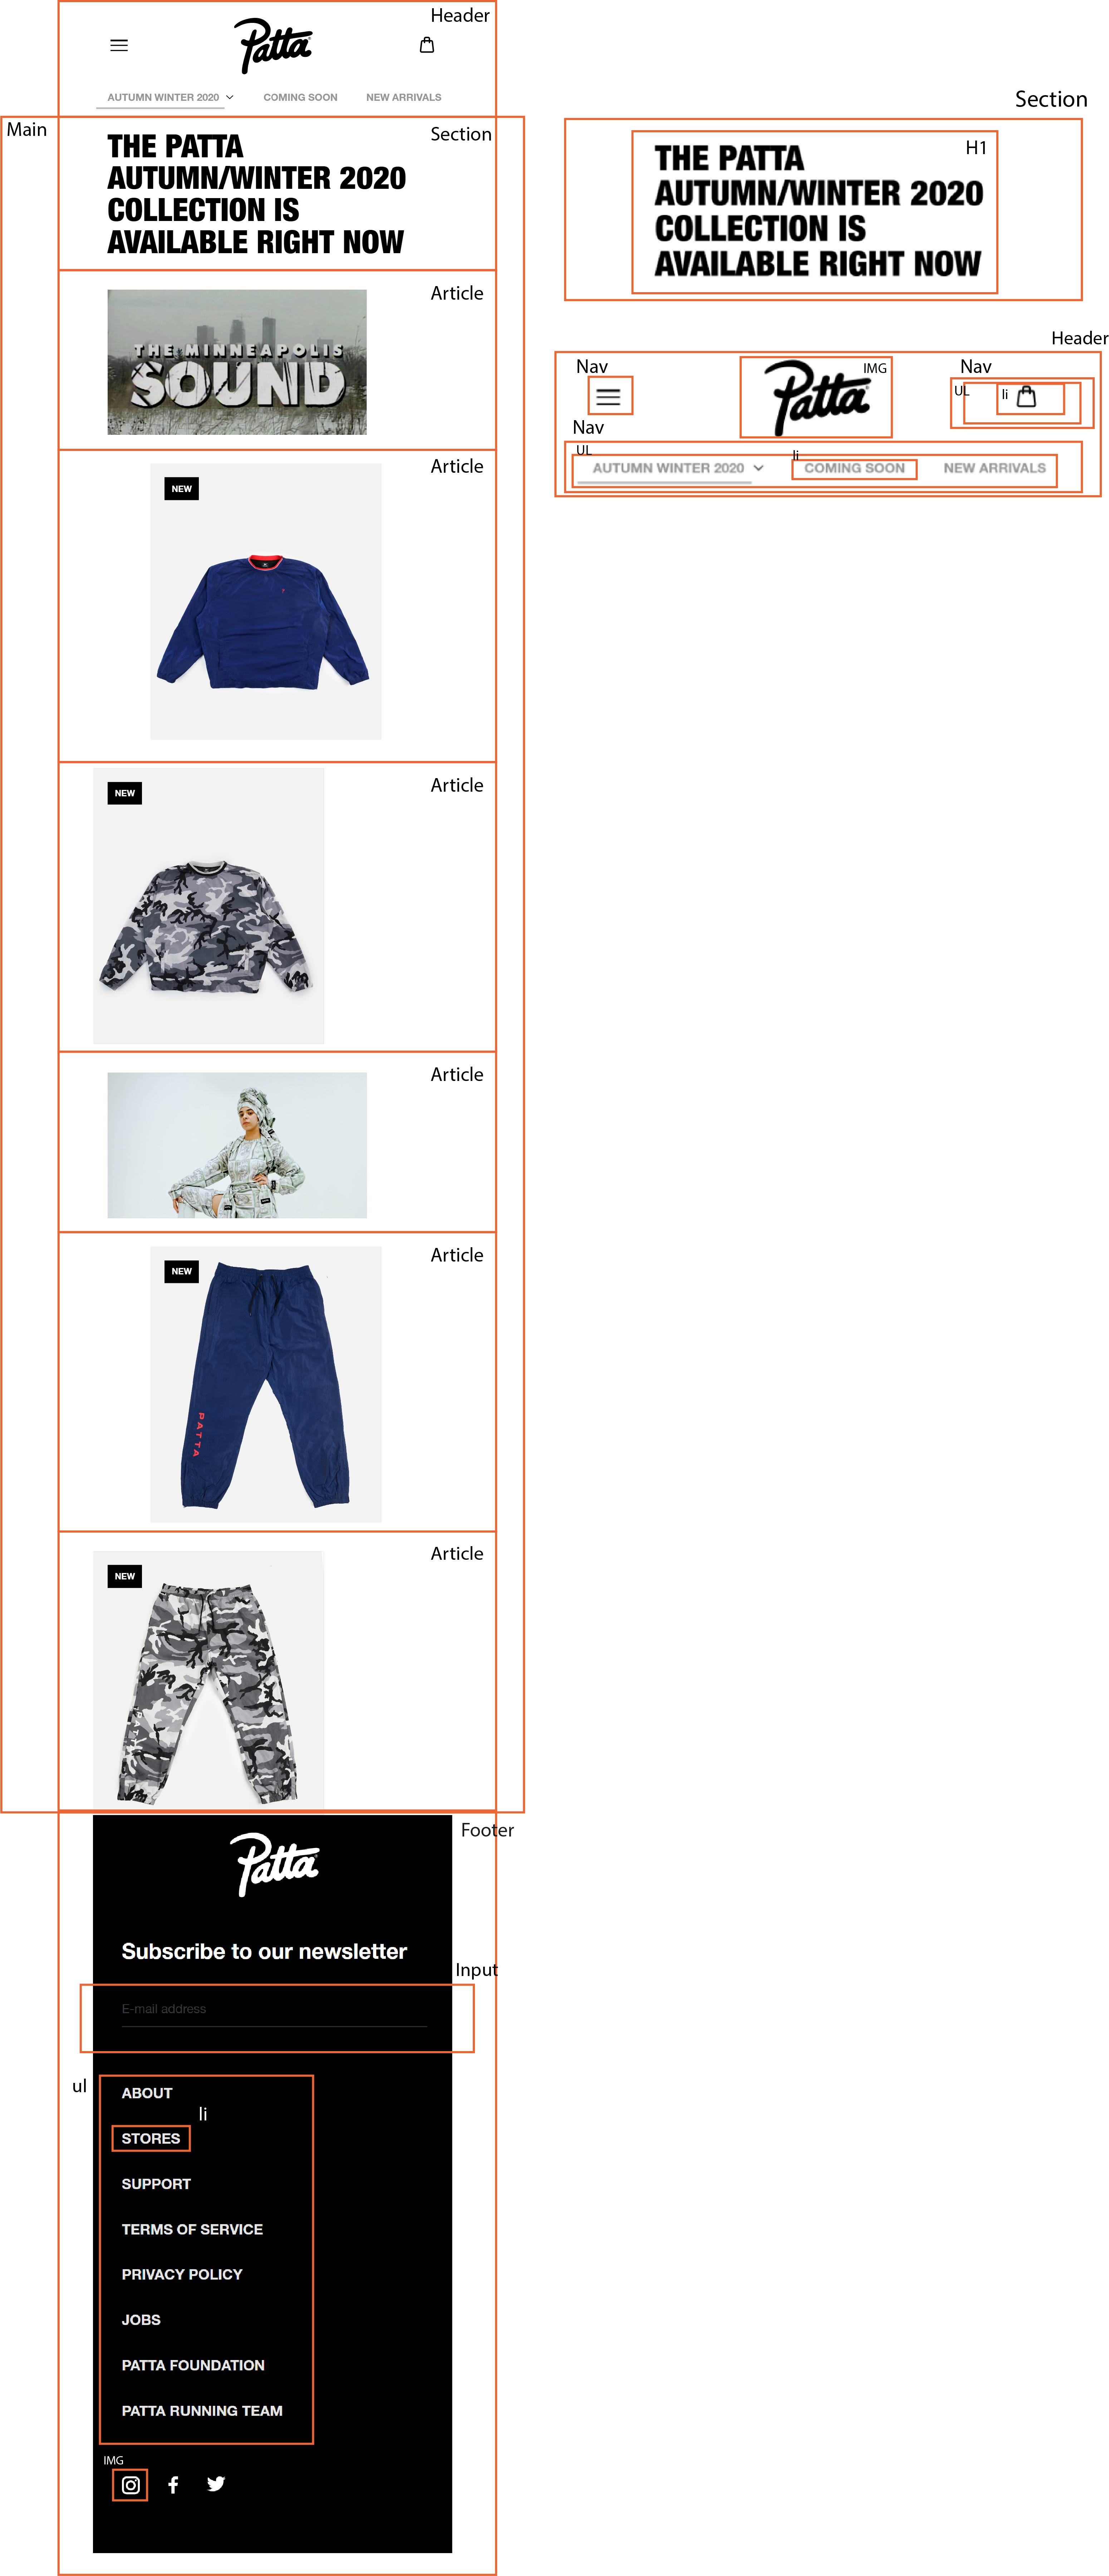 Header
Patta
AUTUMN WINTER 2020
COMING SOON
NEW ARRIVALS
Main
Section
THE PATTA
AUTUMN/WINTER 2020
COLLECTION IS
AVAILABLE RIGHT NOW
Article
THE MINNEAPOLIS
SOUND
Article
NEW
Article
NEW
Article
Article
NEW
PATTA
Article
NEW
Footer
Patta
Subscribe to our newsletter
Input
E-mail address
ul
ABOUT
li
STORES
SUPPORT
TERMS OF SERVICE
PRIVACY POLICY
JOBS
PATTA FOUNDATION
PATTA RUNNING TEAM
IMG
Section
H1
THE PATTA
AUTUMN/WINTER 2020
COLLECTION IS
AVAILABLE RIGHT NOW
Header
Nav
IMG
Patta
Nav
UL
li
Nav
UL
li
AUTUMN WINTER 2020
COMING SOON
NEW ARRIVALS